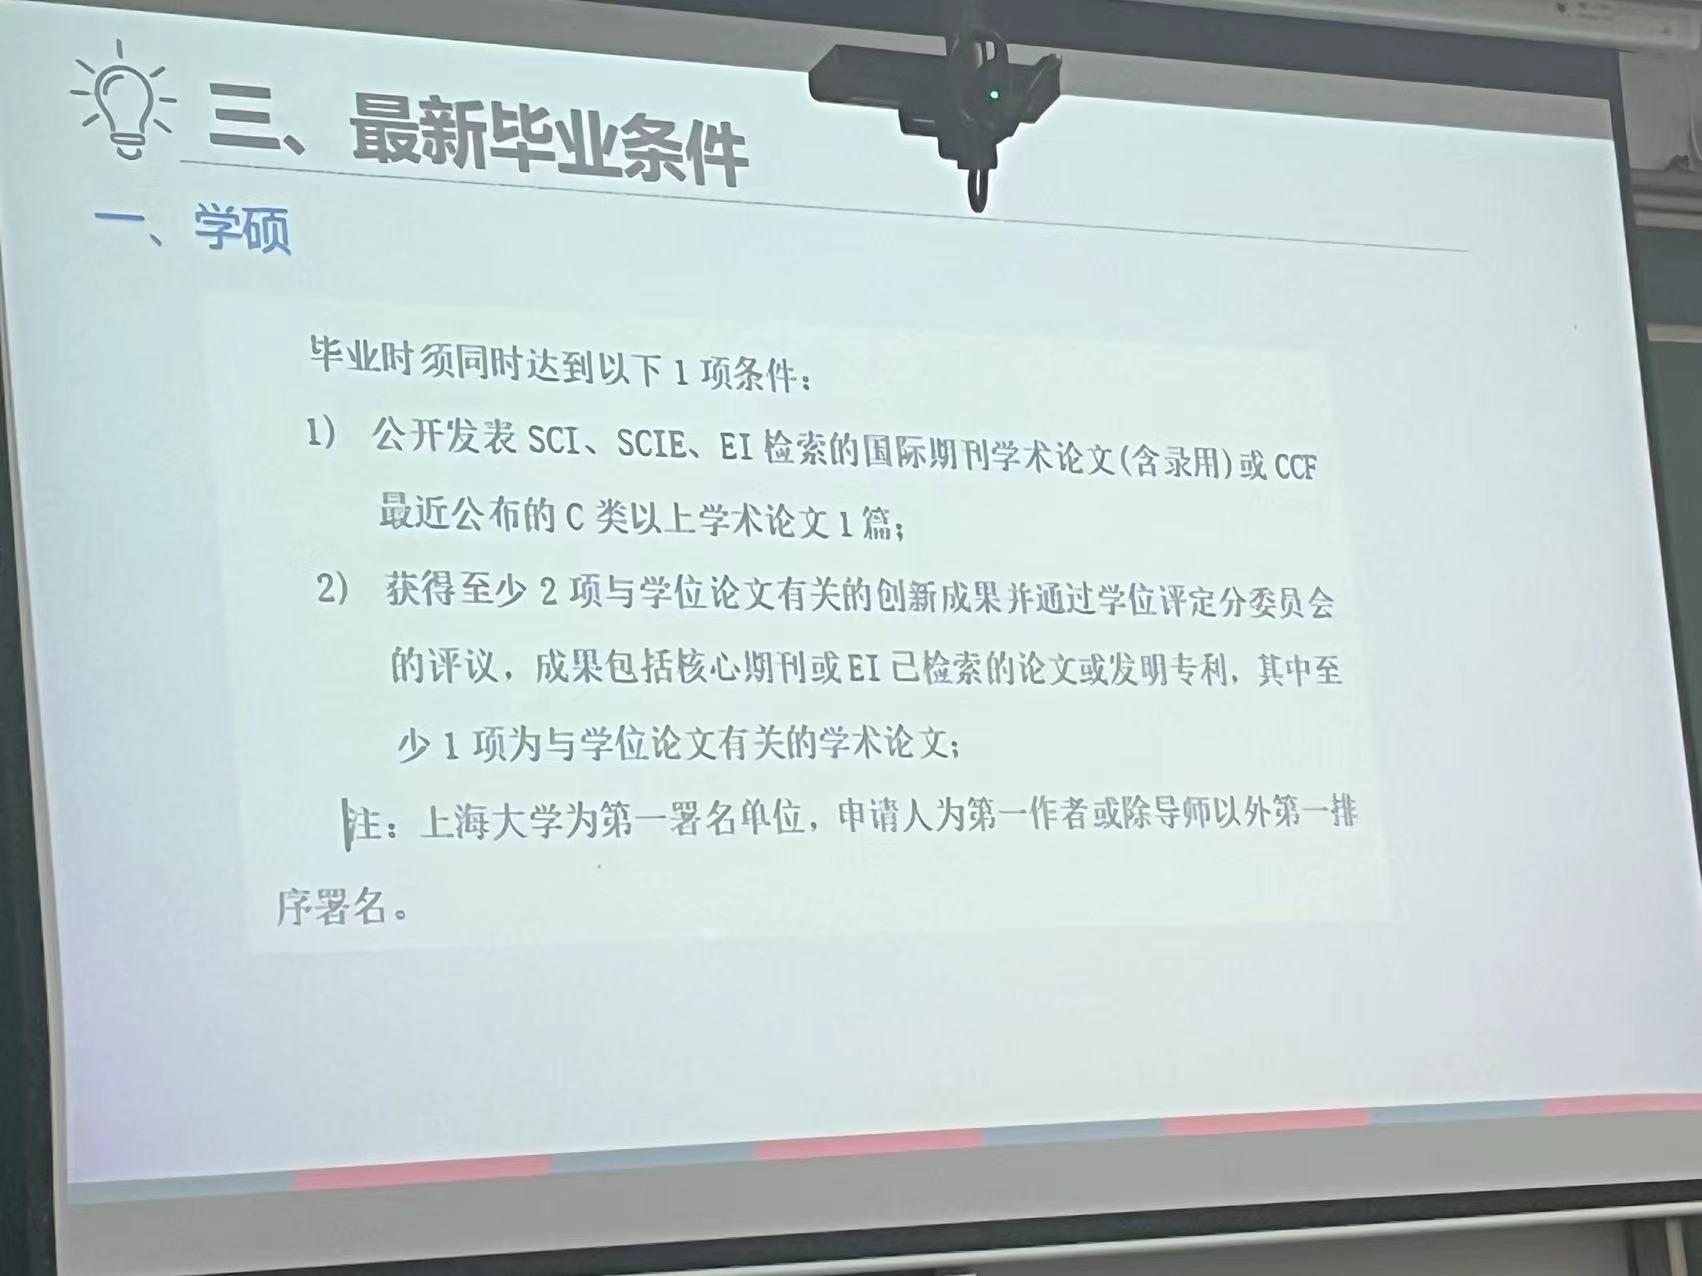 三、最新毕业条件
一、学硕
毕业时须同时达到以下 1 项条件：
1) 公开发表 SCI、SCIE、EI 检索的国际期刊学术论文(含录用)或 CCF
最近公布的 C 类以上学术论文 1 篇；
2) 获得至少 2 项与学位论文有关的创新成果并通过学位评定分委员会
的评议，成果包括核心期刊或 EI 已检索的论文或发明专利，其中至
少 1 项为与学位论文有关的学术论文；
注：上海大学为第一署名单位，申请人为第一作者或除导师以外第一排
序署名。